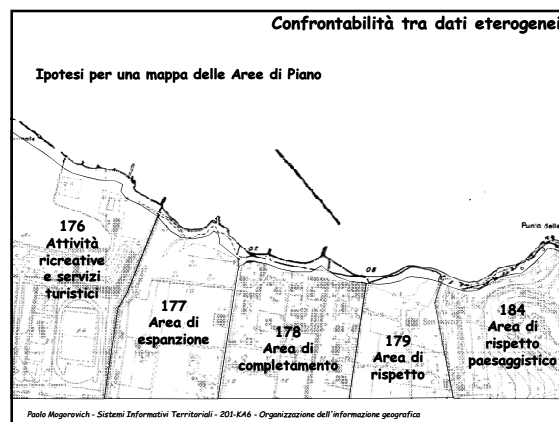 Confrontabilità tra dati eterogenei
Ipotesi per una mappa delle Aree di Piano
Punta delle
176
Attività
ricreative
e servizi
turistici
177
Area di
espanzione
178
Area di
completamento
179
Area di
rispetto
184
Area di
rispetto
paesaggistico
Paolo Mogorovich - Sistemi Informativi Territoriali - 201-KA6 - Organizzazione dell'informazione geografica